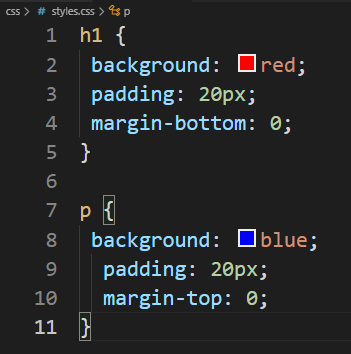 css > # styles.css > p
1 h1 {
2 background: red;
3 padding: 20px;
4 margin-bottom: 0;
5 }
6
7 p {
8 background: blue;
9 padding: 20px;
10 margin-top: 0;
11 }